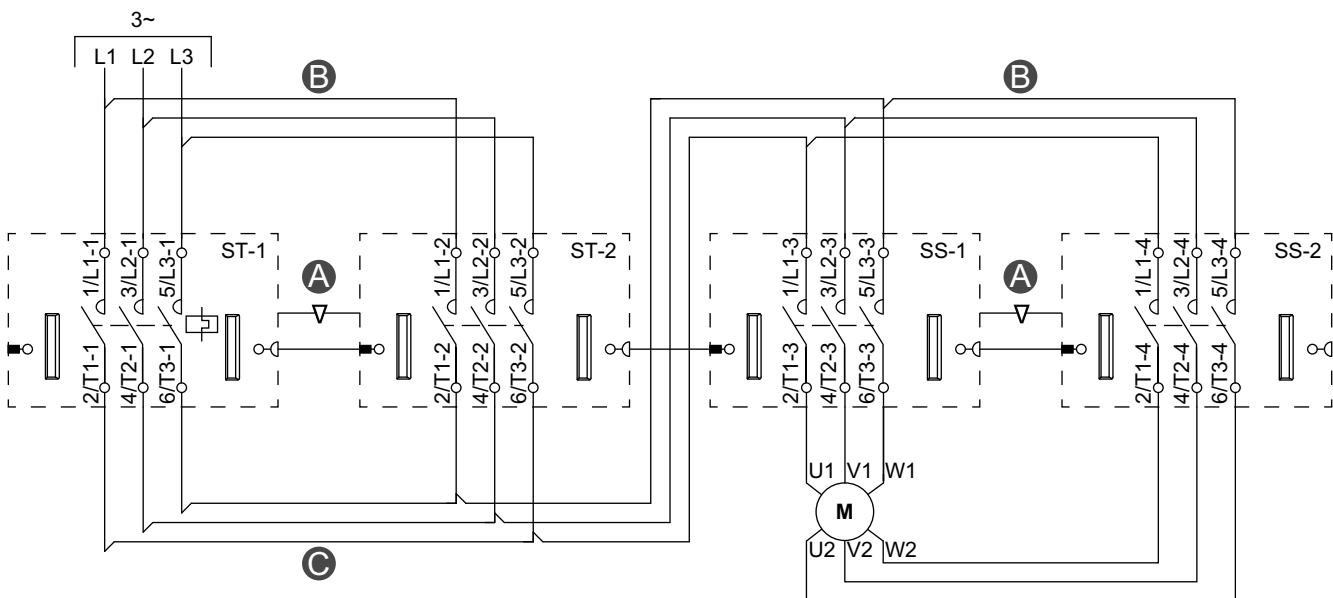 3~
L1 L2 L3
B B
ST-1 ST-2 SS-1 SS-2
1/L1-1 3/L2-1 5/L3-1 1/L1-2 3/L2-2 5/L3-2 1/L1-3 3/L2-3 5/L3-3 1/L1-4 3/L2-4 5/L3-4
A A
2/T1-1 4/T2-1 6/T3-1 2/T1-2 4/T2-2 6/T3-2 2/T1-3 4/T2-3 6/T3-3 2/T1-4 4/T2-4 6/T3-4
U1 V1 W1
M
U2 V2 W2
C